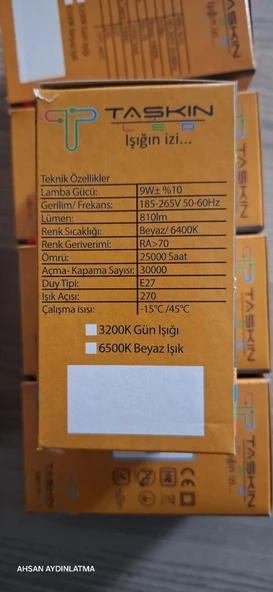 TAŞKIN
LED
Işığın izi...
Teknik Özellikler
Lamba Gücü: 9W± %10
Gerilim/ Frekans: 185-265V 50-60Hz
Lümen: 810lm
Renk Sıcaklığı: Beyaz/ 6400K
Renk Geriverimi: RA>70
Ömrü: 25000 Saat
Açma- Kapama Sayısı: 30000
Duy Tipi: E27
Işık Açısı: 270
Çalışma ısısı: -15°C /45°C
3200K Gün Işığı
6500K Beyaz Işık
AHSAN AYDINLATMA